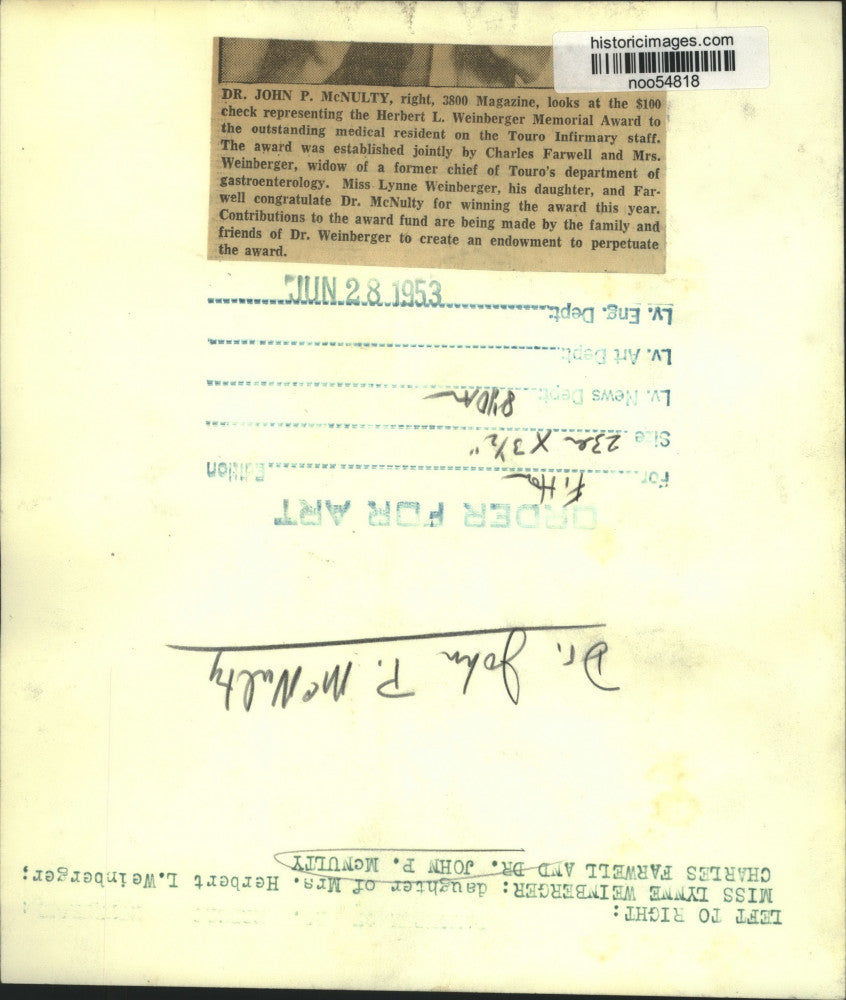 historicimages.com
noo54818
DR. JOHN P. McNULTY, right, 3800 Magazine, looks at the $100
check representing the Herbert L. Weinberger Memorial Award to
the outstanding medical resident on the Touro Infirmary staff.
The award was established jointly by Charles Farwell and Mrs.
Weinberger, widow of a former chief of Touro's department of
gastroenterology. Miss Lynne Weinberger, his daughter, and Far-
well congratulate Dr. McNulty for winning the award this year.
Contributions to the award fund are being made by the family and
friends of Dr. Weinberger to create an endowment to perpetuate
the award.
JUN 28 1953
Lv. Eng. Dept.
Lv. Art Dept.
Lv. News Dept.
Size 23em X 3½"
For Edition
ORDER FOR ART
Dr. John P. McNulty
LEFT TO RIGHT:
MISS LYNNE WEINBERGER: daughter of Mrs. Herbert L.Weinberger;
CHARLES FARWELL AND DR. JOHN P. McNULTY